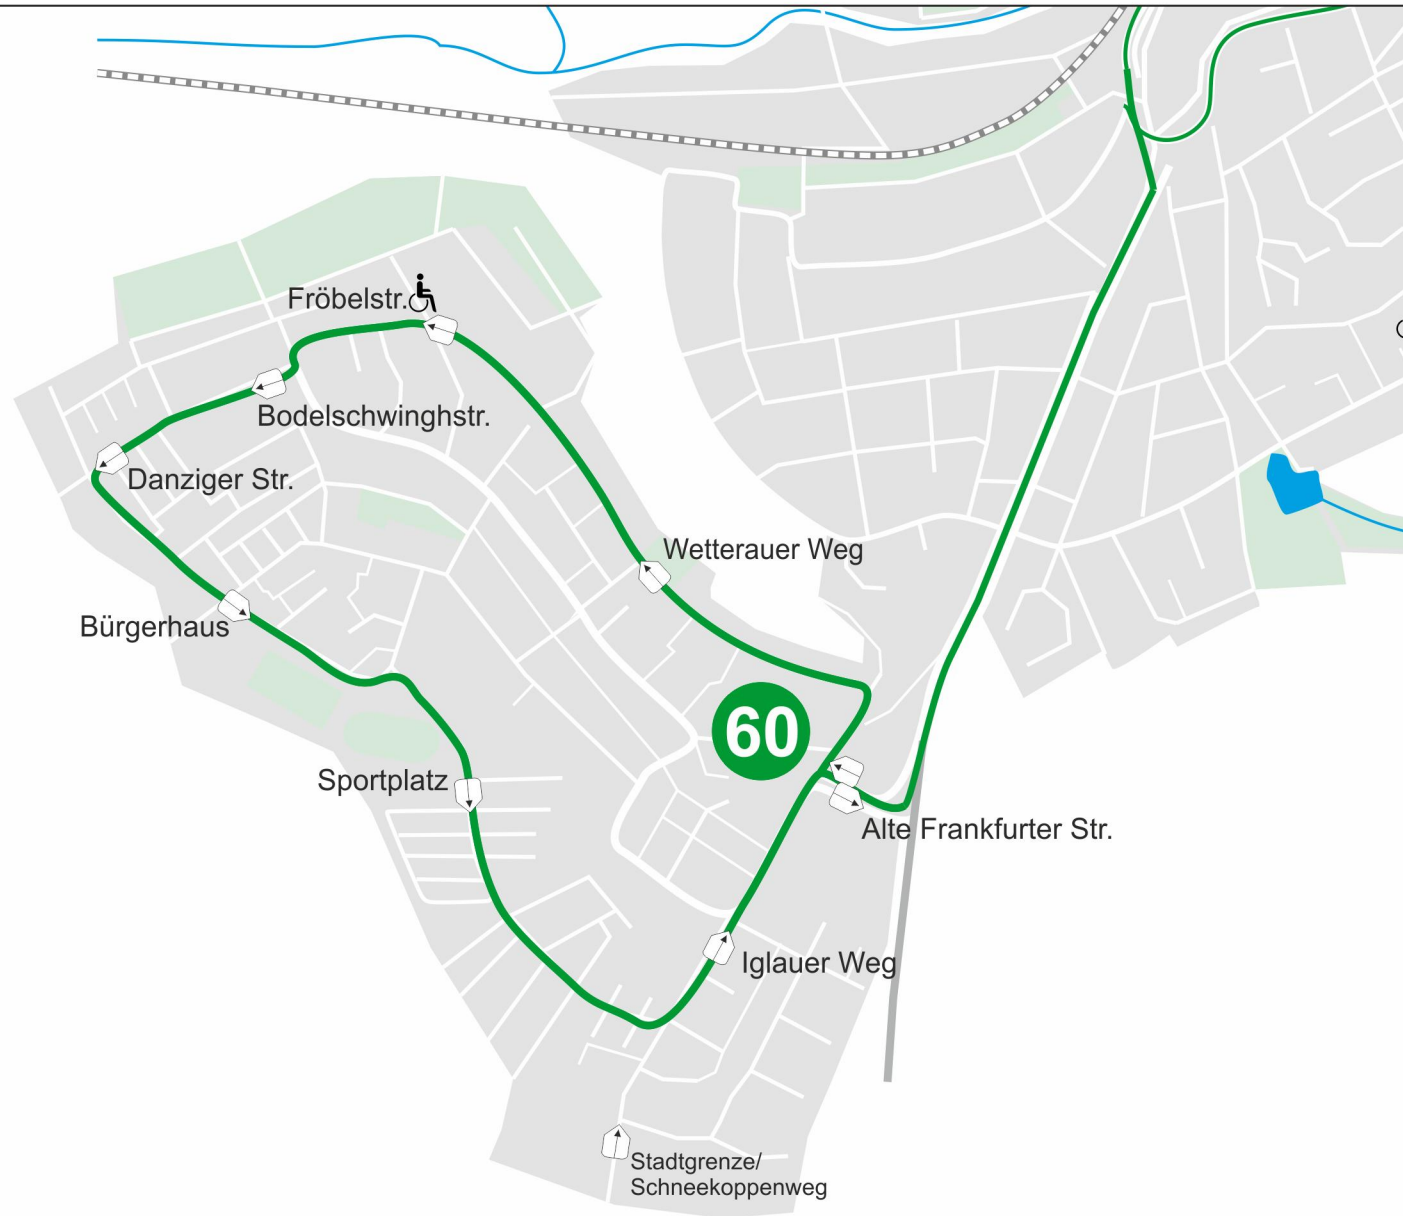 Fröbelstr.
Bodelschwinghstr.
Danziger Str.
Wetterauer Weg
Bürgerhaus
60
Sportplatz
Alte Frankfurter Str.
Iglauer Weg
Stadtgrenze/
Schneekoppenweg